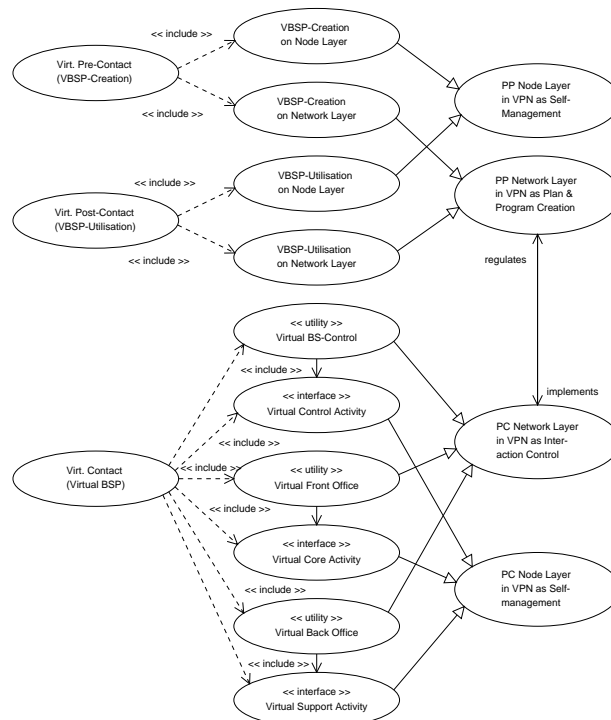 << include >>
VBSP-Creation
on Node Layer
Virt. Pre-Contact
(VBSP-Creation)
<< include >>
VBSP-Creation
on Network Layer
PP Node Layer
in VPN as Self-
Management
<< include >>
VBSP-Utilisation
on Node Layer
Virt. Post-Contact
(VBSP-Utilisation)
<< include >>
VBSP-Utilisation
on Network Layer
PP Network Layer
in VPN as Plan &
Program Creation
regulates
<< utility >>
Virtual BS-Control
<< include >>
<< interface >>
Virtual Control Activity
implements
<< include >>
PC Network Layer
in VPN as Inter-
action Control
Virt. Contact
(Virtual BSP)
<< include >>
<< utility >>
Virtual Front Office
<< include >>
<< interface >>
Virtual Core Activity
PC Node Layer
in VPN as Self-
management
<< include >>
<< utility >>
Virtual Back Office
<< include >>
<< interface >>
Virtual Support Activity